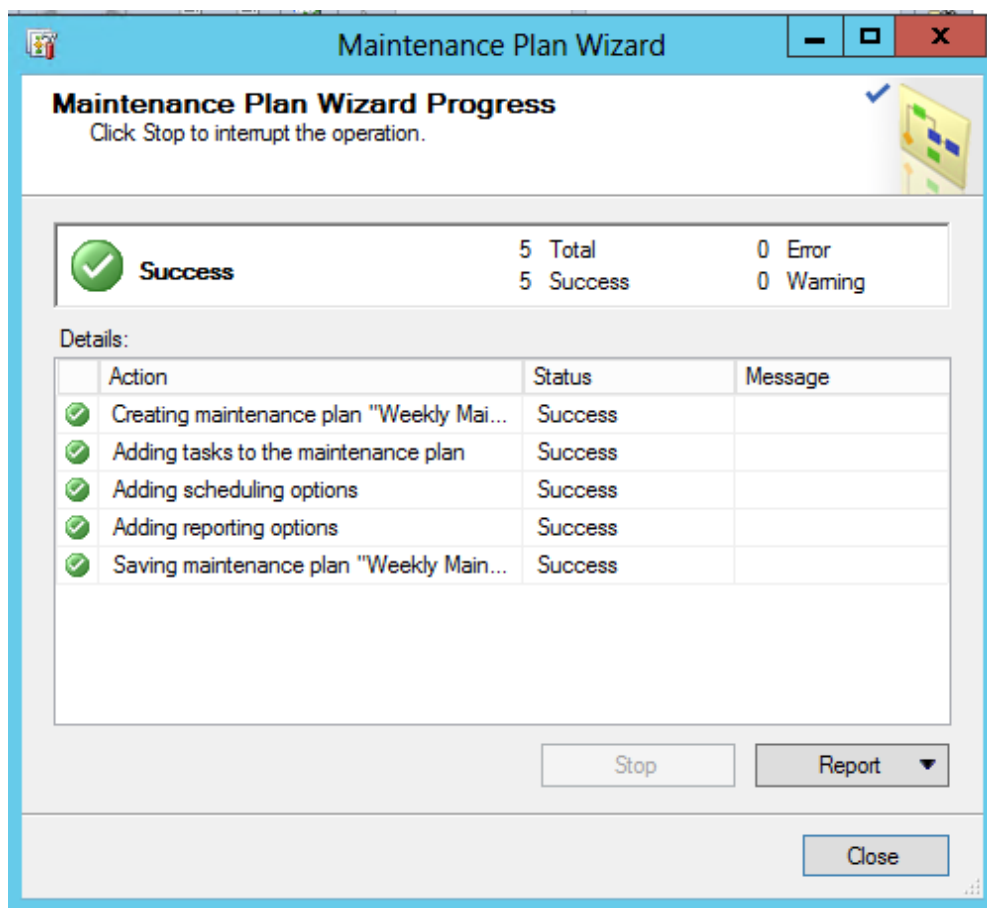 Maintenance Plan Wizard
Maintenance Plan Wizard Progress
Click Stop to interrupt the operation.
Success 5 Total 0 Error
5 Success 0 Warning
Details:
Action Status Message
Creating maintenance plan "Weekly Mai... Success
Adding tasks to the maintenance plan Success
Adding scheduling options Success
Adding reporting options Success
Saving maintenance plan "Weekly Main... Success
Stop Report
Close